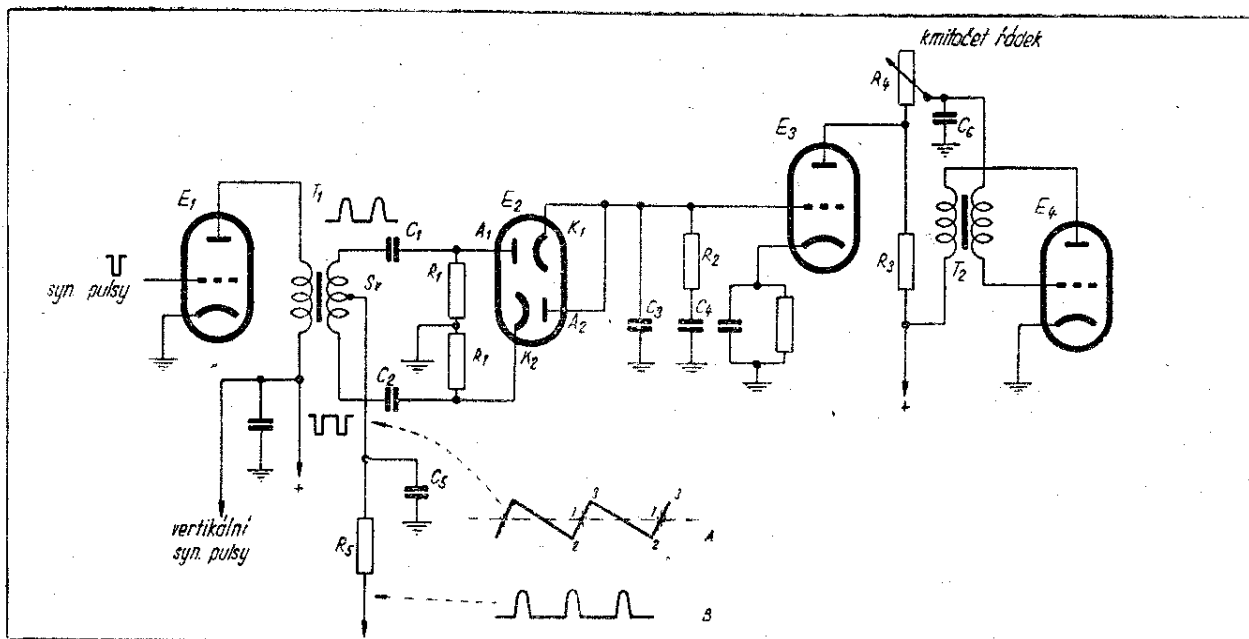 kmitočet řádek
R4
C6
E3
E1
T1
C1
E2
A1
K1
E4
syn. pulsy
Sr
R1
R1
R2
R3
T2
C3
C4
A2
K2
C2
+
+
C5
vertikální
syn. pulsy
R5
3
1
2
3
1
2
A
B